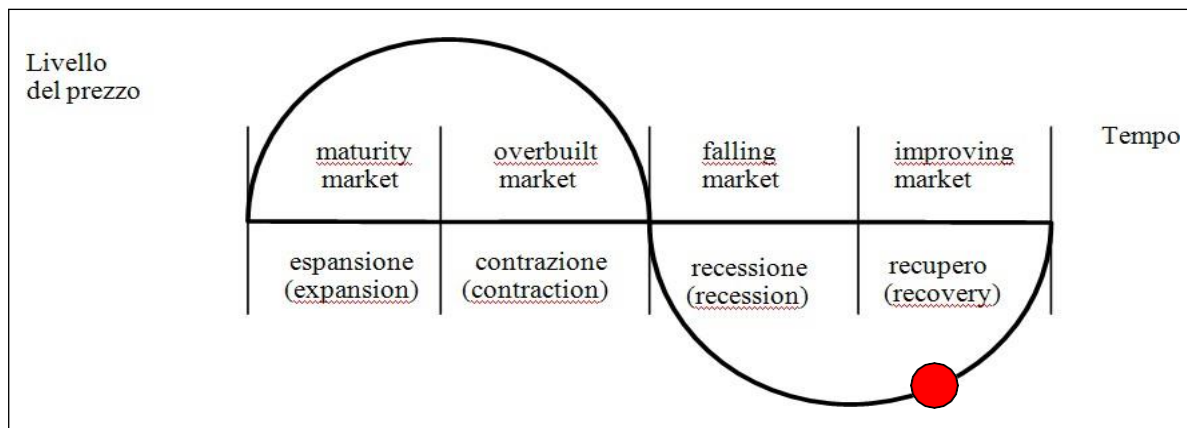 Livello
del prezzo
Tempo
maturity
market
overbuilt
market
falling
market
improving
market
espansione
(expansion)
contrazione
(contraction)
recessione
(recession)
recupero
(recovery)